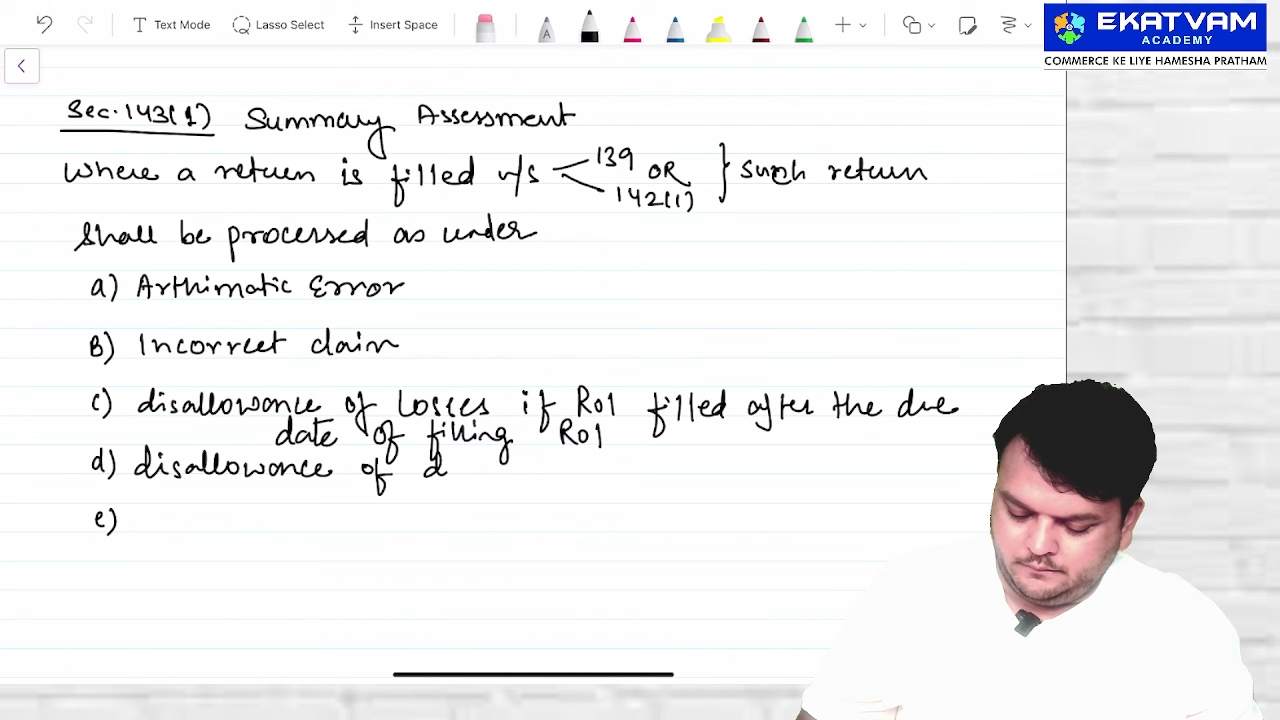 Text Mode Lasso Select Insert Space
EKATVAM
ACADEMY
COMMERCE KE LIYE HAMESHA PRATHAM
Sec. 143(1) Summary Assessment
Where a return is filled u/s 139 OR 142(1) } such return
shall be processed as under
a) Arthimatic Error
B) Incorrect claim
c) disallowance of Losses if ROI filled after the due
date of filling ROI
d) disallowance of d
e)